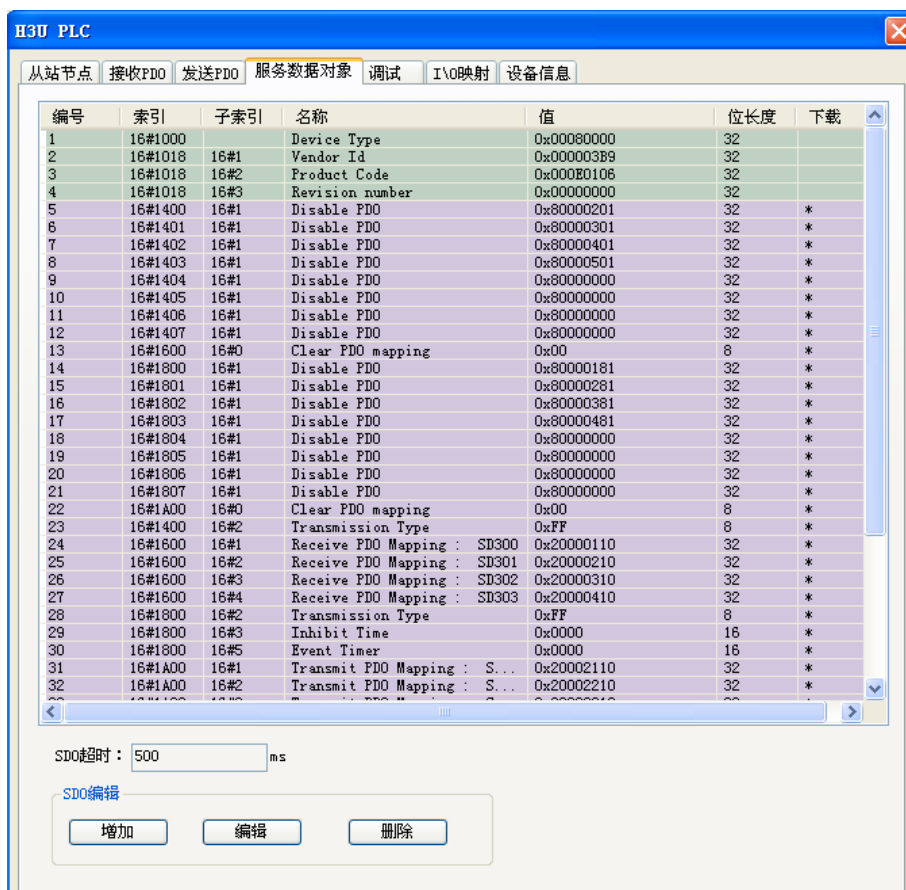 H3U PLC
从站节点 接收PDO 发送PDO 服务数据对象 调试 I\O映射 设备信息
编号 索引 子索引 名称 值 位长度 下载
1 16#1000 Device Type 0x00080000 32
2 16#1018 16#1 Vendor Id 0x000003B9 32
3 16#1018 16#2 Product Code 0x000E0106 32
4 16#1018 16#3 Revision number 0x00000000 32
5 16#1400 16#1 Disable PDO 0x80000201 32 *
6 16#1401 16#1 Disable PDO 0x80000301 32 *
7 16#1402 16#1 Disable PDO 0x80000401 32 *
8 16#1403 16#1 Disable PDO 0x80000501 32 *
9 16#1404 16#1 Disable PDO 0x80000000 32 *
10 16#1405 16#1 Disable PDO 0x80000000 32 *
11 16#1406 16#1 Disable PDO 0x80000000 32 *
12 16#1407 16#1 Disable PDO 0x80000000 32 *
13 16#1600 16#0 Clear PDO mapping 0x00 8 *
14 16#1800 16#1 Disable PDO 0x80000181 32 *
15 16#1801 16#1 Disable PDO 0x80000281 32 *
16 16#1802 16#1 Disable PDO 0x80000381 32 *
17 16#1803 16#1 Disable PDO 0x80000481 32 *
18 16#1804 16#1 Disable PDO 0x80000000 32 *
19 16#1805 16#1 Disable PDO 0x80000000 32 *
20 16#1806 16#1 Disable PDO 0x80000000 32 *
21 16#1807 16#1 Disable PDO 0x80000000 32 *
22 16#1A00 16#0 Clear PDO mapping 0x00 8 *
23 16#1400 16#2 Transmission Type 0xFF 8 *
24 16#1600 16#1 Receive PDO Mapping : SD300 0x20000110 32 *
25 16#1600 16#2 Receive PDO Mapping : SD301 0x20000210 32 *
26 16#1600 16#3 Receive PDO Mapping : SD302 0x20000310 32 *
27 16#1600 16#4 Receive PDO Mapping : SD303 0x20000410 32 *
28 16#1800 16#2 Transmission Type 0xFF 8 *
29 16#1800 16#3 Inhibit Time 0x0000 16 *
30 16#1800 16#5 Event Timer 0x0000 16 *
31 16#1A00 16#1 Transmit PDO Mapping : S... 0x20002110 32 *
32 16#1A00 16#2 Transmit PDO Mapping : S... 0x20002210 32 *
SDO超时： 500 ms
SDO编辑
增加 编辑 删除